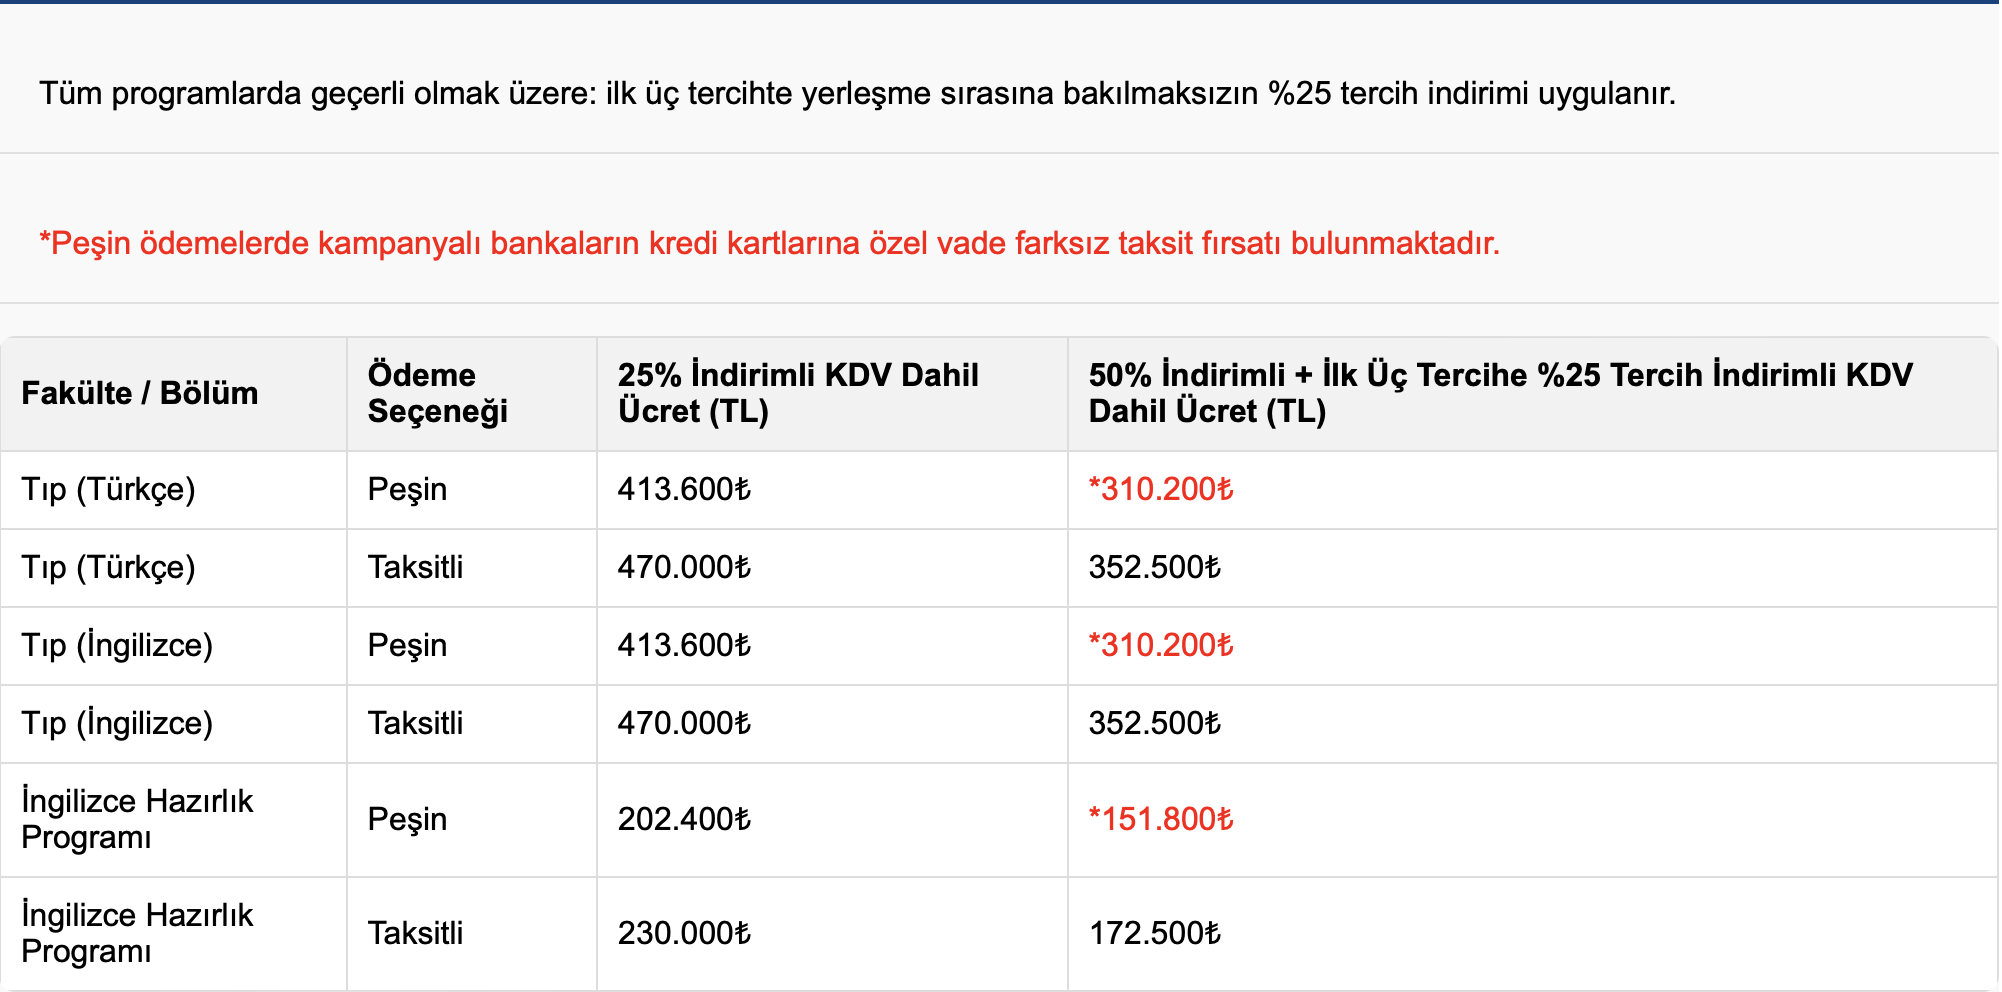 Tüm programlarda geçerli olmak üzere: ilk üç tercihte yerleşme sırasına bakılmaksızın %25 tercih indirimi uygulanır.
*Peşin ödemelerde kampanyalı bankaların kredi kartlarına özel vade farksız taksit fırsatı bulunmaktadır.
Fakülte / Bölüm
Ödeme
Seçeneği
25% İndirimli KDV Dahil
Ücret (TL)
50% İndirimli + İlk Üç Tercihe %25 Tercih İndirimli KDV
Dahil Ücret (TL)
Tıp (Türkçe)
Peşin
413.600₺
*310.200₺
Tıp (Türkçe)
Taksitli
470.000₺
352.500₺
Tıp (İngilizce)
Peşin
413.600₺
*310.200₺
Tıp (İngilizce)
Taksitli
470.000₺
352.500₺
İngilizce Hazırlık
Programı
Peşin
202.400₺
*151.800₺
İngilizce Hazırlık
Programı
Taksitli
230.000₺
172.500₺